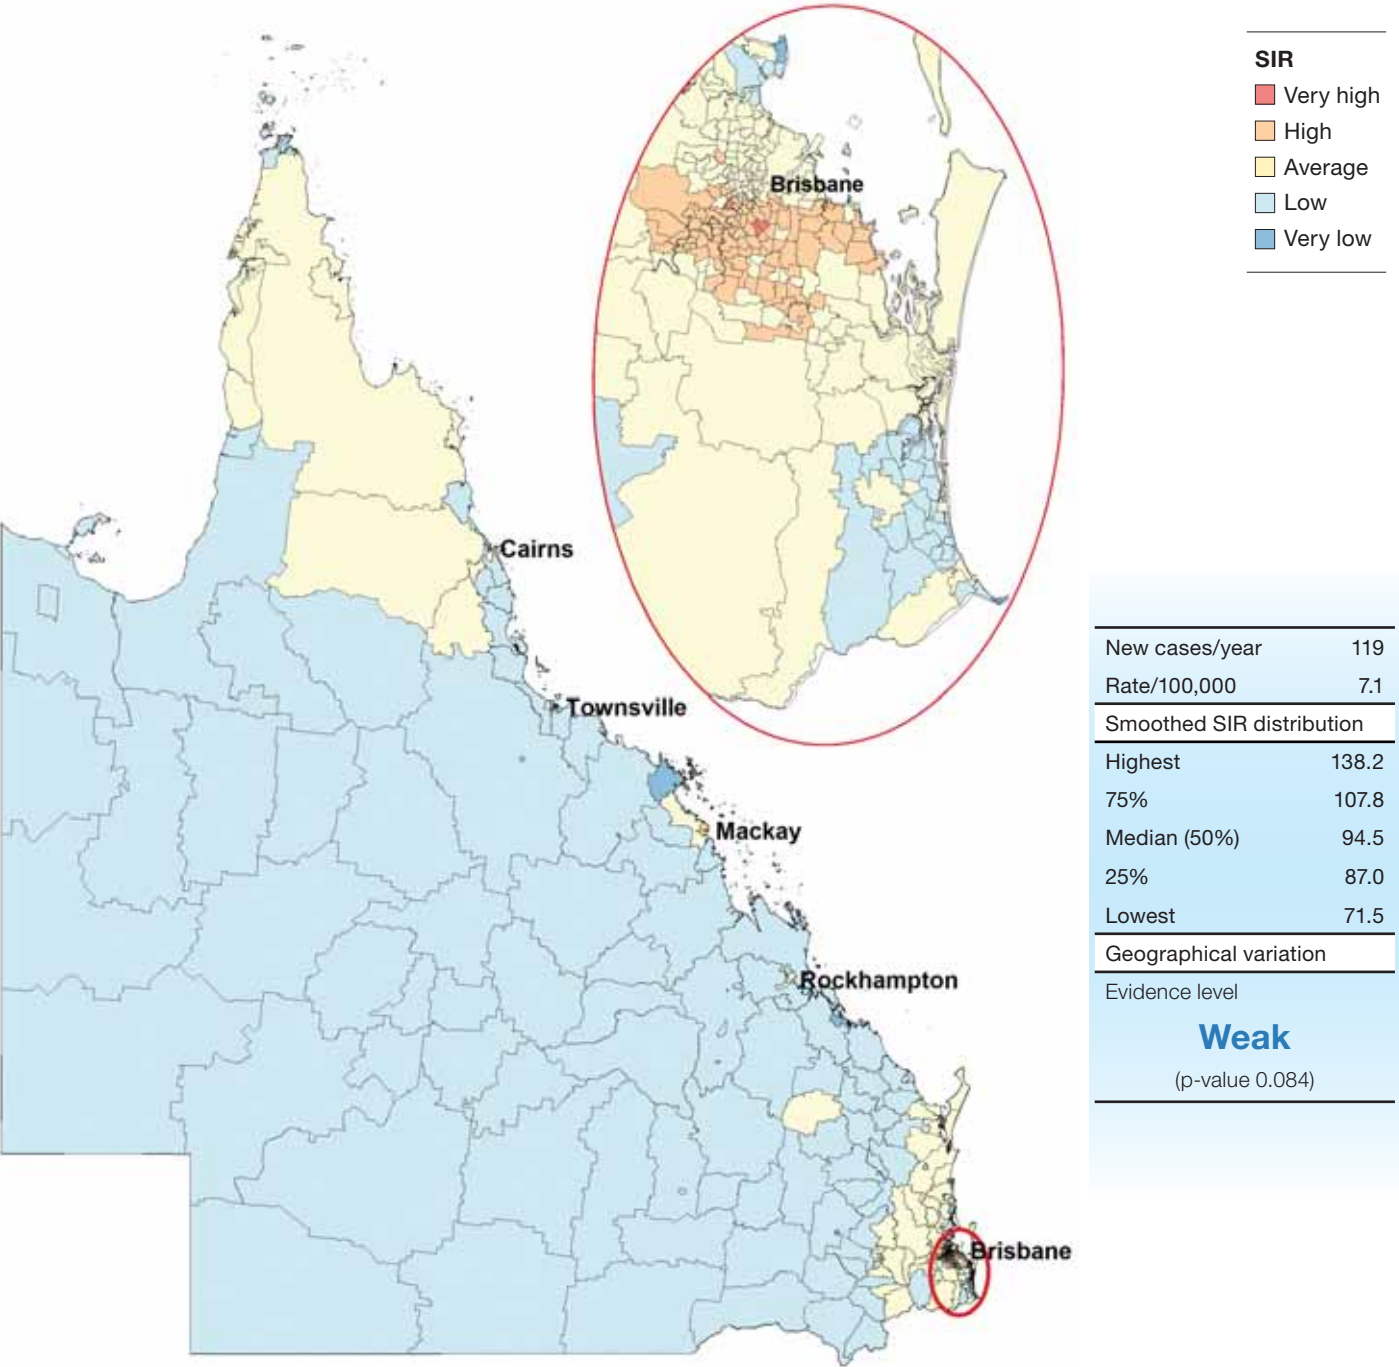 SIR
Very high
High
Average
Low
Very low
Brisbane
Cairns
Townsville
Mackay
Rockhampton
Brisbane
New cases/year 119
Rate/100,000 7.1
Smoothed SIR distribution
Highest 138.2
75% 107.8
Median (50%) 94.5
25% 87.0
Lowest 71.5
Geographical variation
Evidence level
Weak
(p-value 0.084)